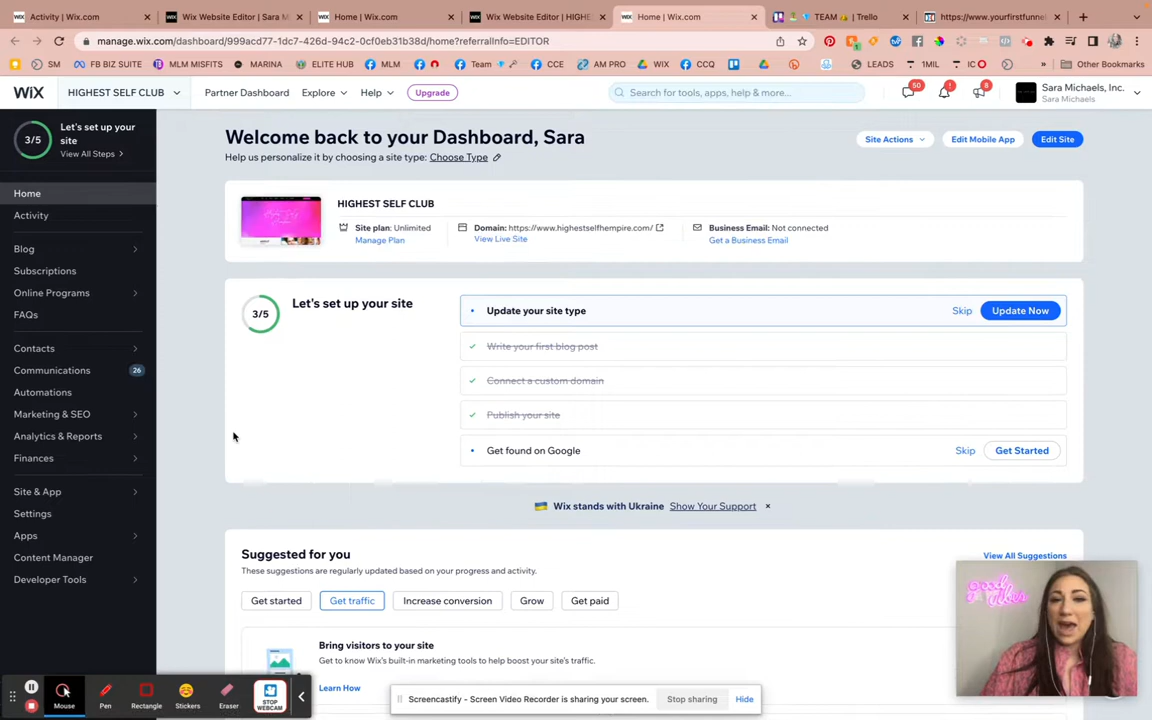 Activity | Wix.com
Wix Website Editor | Sara M
Home | Wix.com
Wix Website Editor | HIGHE
Home | Wix.com
TEAM | Trello
https://www.yourfirstfunne
manage.wix.com/dashboard/999acd77-1dc7-426d-94c2-0cf0eb31b38d/home?referralInfo=EDITOR
SM
FB BIZ SUITE
MLM MISFITS
MARINA
ELITE HUB
MLM
Team
CCE
AM PRO
WIX
CCQ
LEADS
1MIL
IC
Other Bookmarks
WIX
HIGHEST SELF CLUB
Partner Dashboard
Explore
Help
Upgrade
Search for tools, apps, help & more...
50
!
8
Sara Michaels, Inc.
Sara Michaels
3/5
Let's set up your
site
View All Steps
Home
Activity
Blog
Subscriptions
Online Programs
FAQs
Contacts
Communications
26
Automations
Marketing & SEO
Analytics & Reports
Finances
Site & App
Settings
Apps
Content Manager
Developer Tools
Welcome back to your Dashboard, Sara
Help us personalize it by choosing a site type: Choose Type
Site Actions
Edit Mobile App
Edit Site
HIGHEST SELF CLUB
Site plan: Unlimited
Manage Plan
Domain: https://www.highestselfhempire.com/
View Live Site
Business Email: Not connected
Get a Business Email
3/5
Let's set up your site
Update your site type
Skip
Update Now
Write your first blog post
Connect a custom domain
Publish your site
Get found on Google
Skip
Get Started
Wix stands with Ukraine Show Your Support ×
Suggested for you
These suggestions are regularly updated based on your progress and activity.
View All Suggestions
Get started
Get traffic
Increase conversion
Grow
Get paid
Bring visitors to your site
Get to know Wix's built-in marketing tools to help boost your site's traffic.
Learn How
good
vibes
Mouse
Pen
Rectangle
Stickers
Eraser
STOP
WEBCAM
Screencastify - Screen Video Recorder is sharing your screen.
Stop sharing
Hide